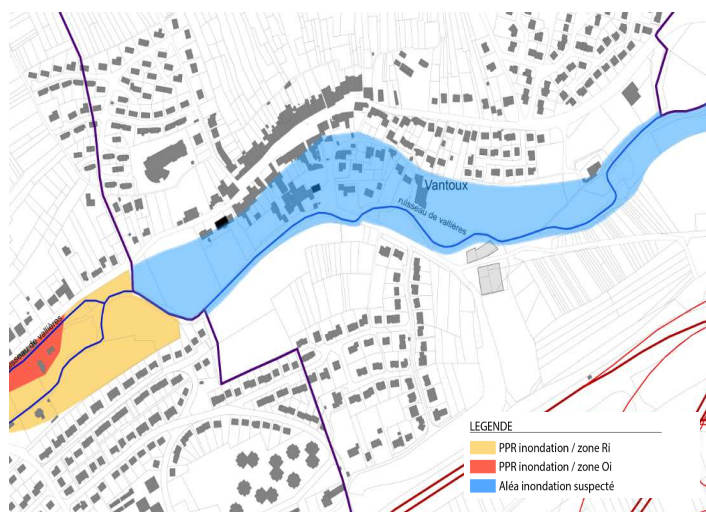 Vantoux
ruisseau de vallières
ruisseau de vallières
LEGENDE
PPR inondation / zone Ri
PPR inondation / zone Oi
Aléa inondation suspecté